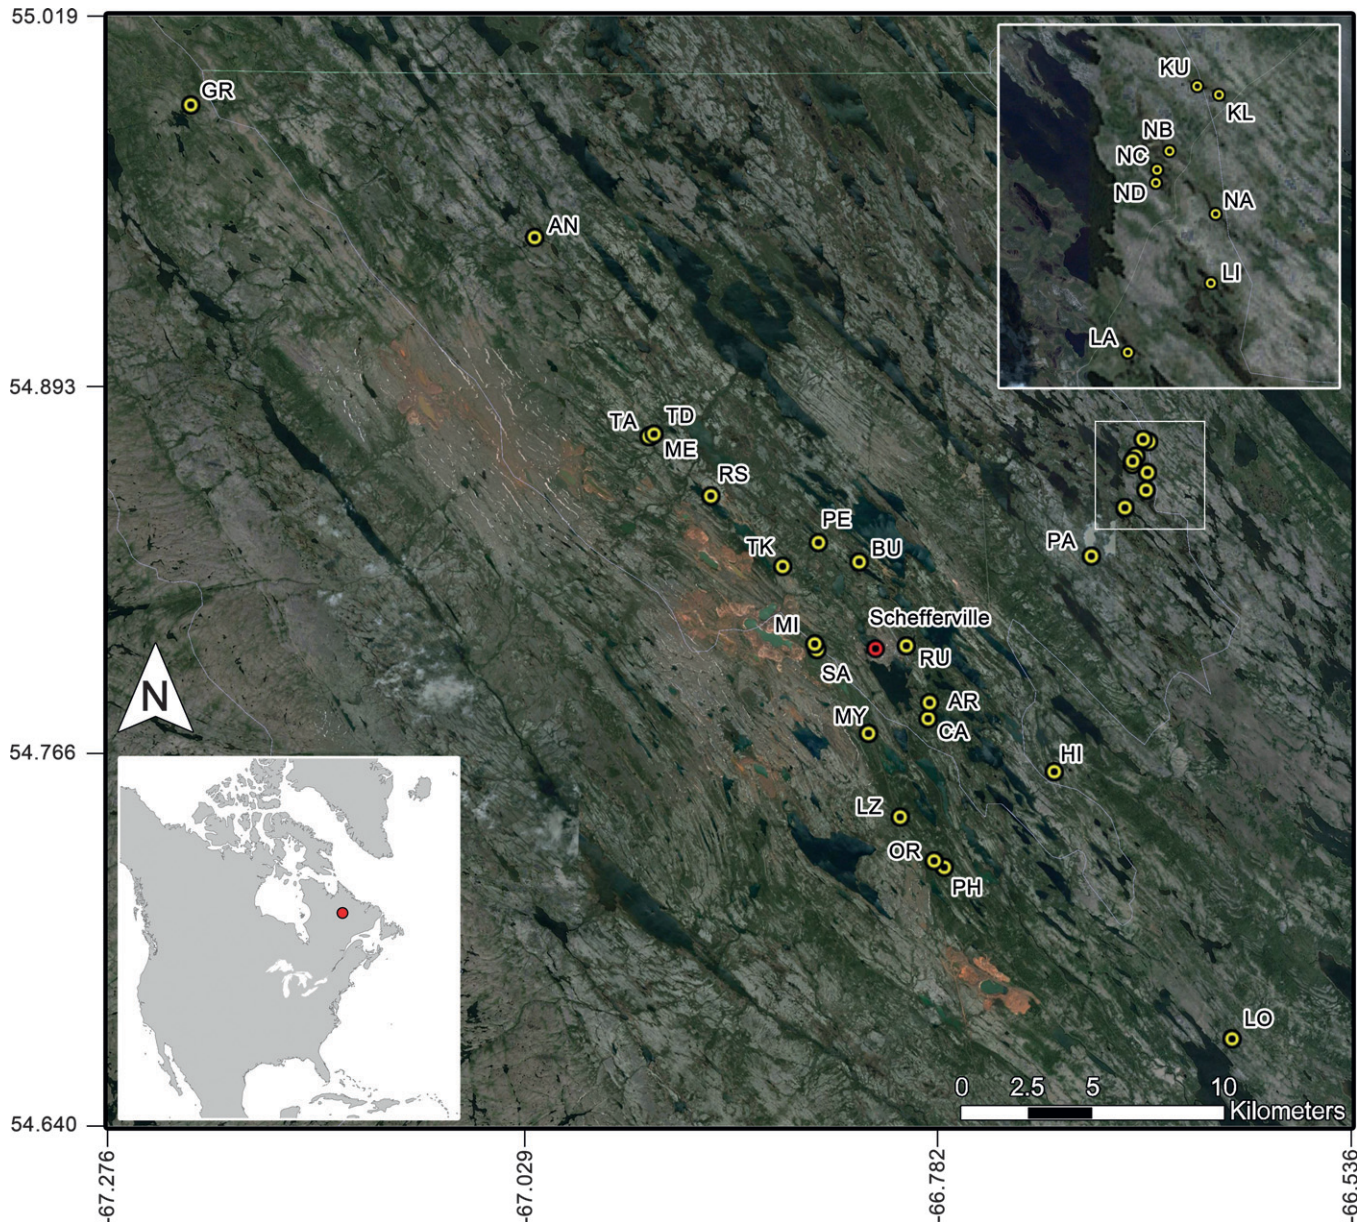 55.019
GR
KU
KL
NB
NC
ND
NA
AN
LI
LA
54.893
TA
TD
ME
RS
PE
TK
BU
PA
MI
Schefferville
RU
SA
AR
MY
CA
N
54.766
HI
LZ
OR
PH
LO
0 2.5 5 10
Kilometers
54.640
-67.276
-67.029
-66.782
-66.536